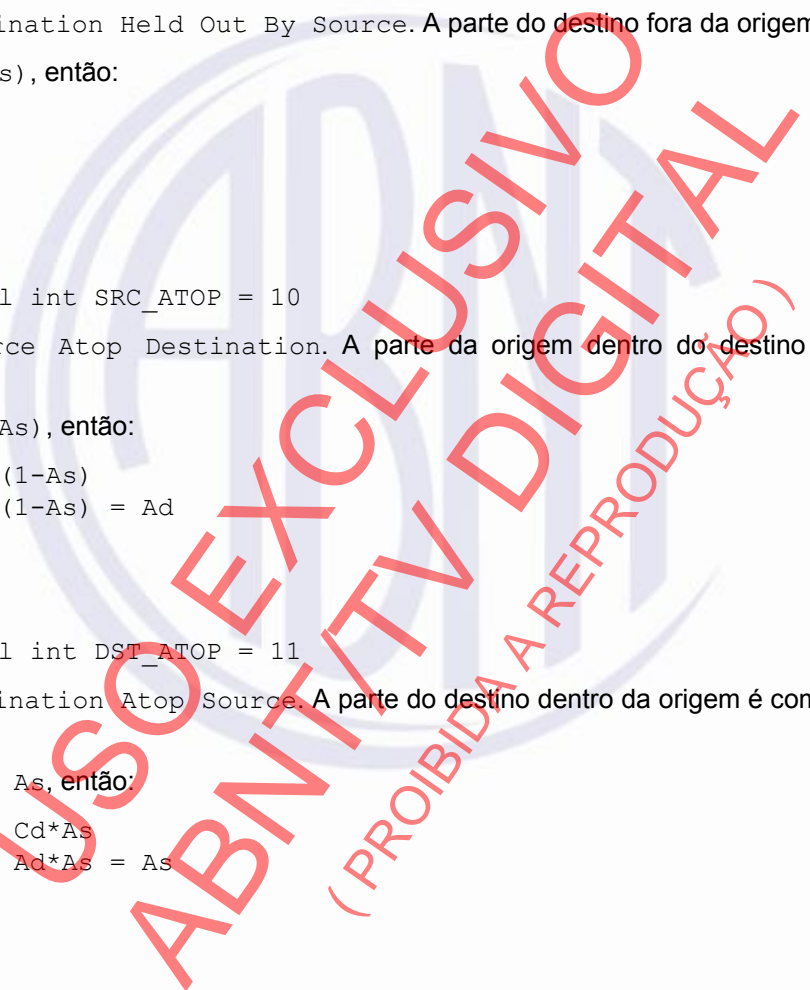 ination Held Out By Source. A parte do destino fora da origem
s), então:
l int SRC_ATOP = 10
rce Atop Destination. A parte da origem dentro do destino
As), então:
(1-As)
(1-As) = Ad
l int DST_ATOP = 11
ination Atop Source. A parte do destino dentro da origem é com
As, então:
Cd*As
Ad*As = As
ABNT
USO EXCLUSIVO
ABNT/TV DIGITAL
( PROIBIDA A REPRODUÇÃO )